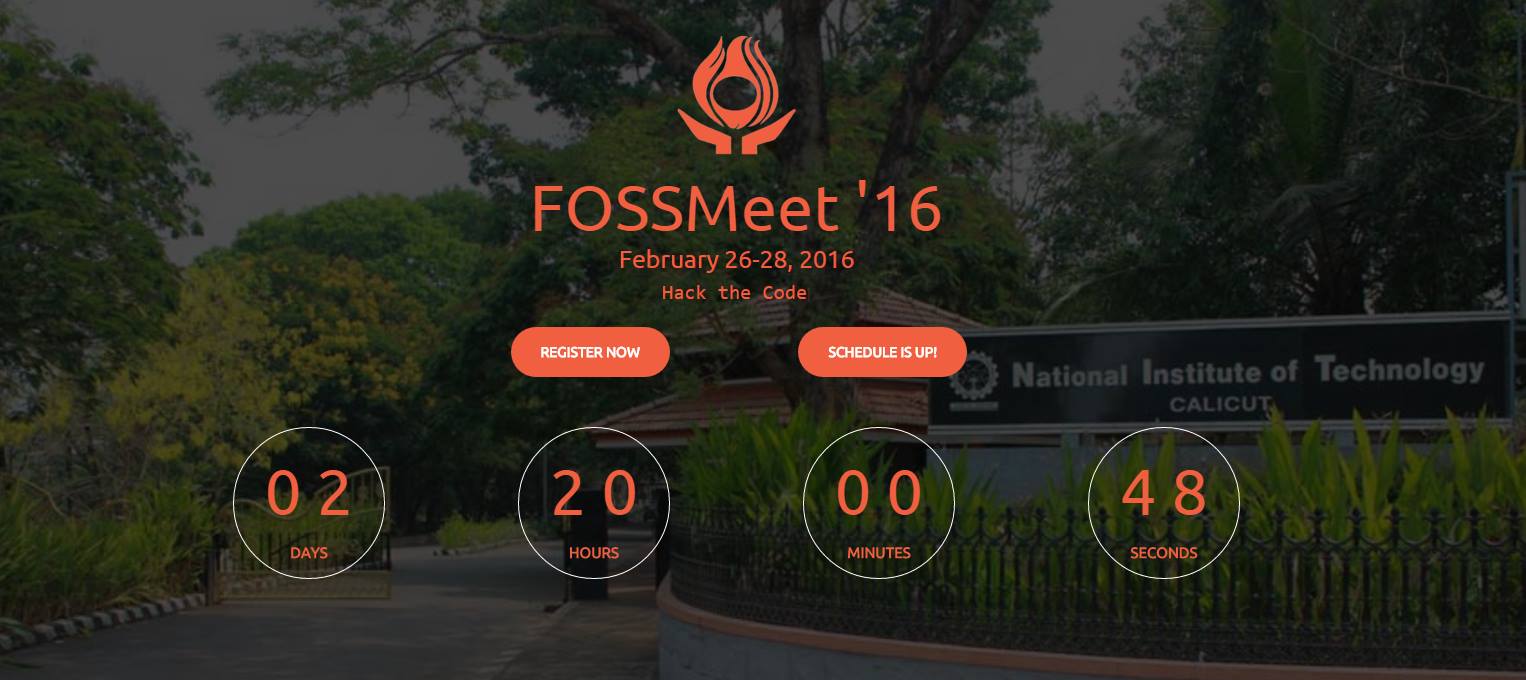 FOSSMeet '16
February 26-28, 2016
Hack the Code
REGISTER NOW
SCHEDULE IS UP!
National Institute of Technology
CALICUT
02
20
00
48
DAYS
HOURS
MINUTES
SECONDS